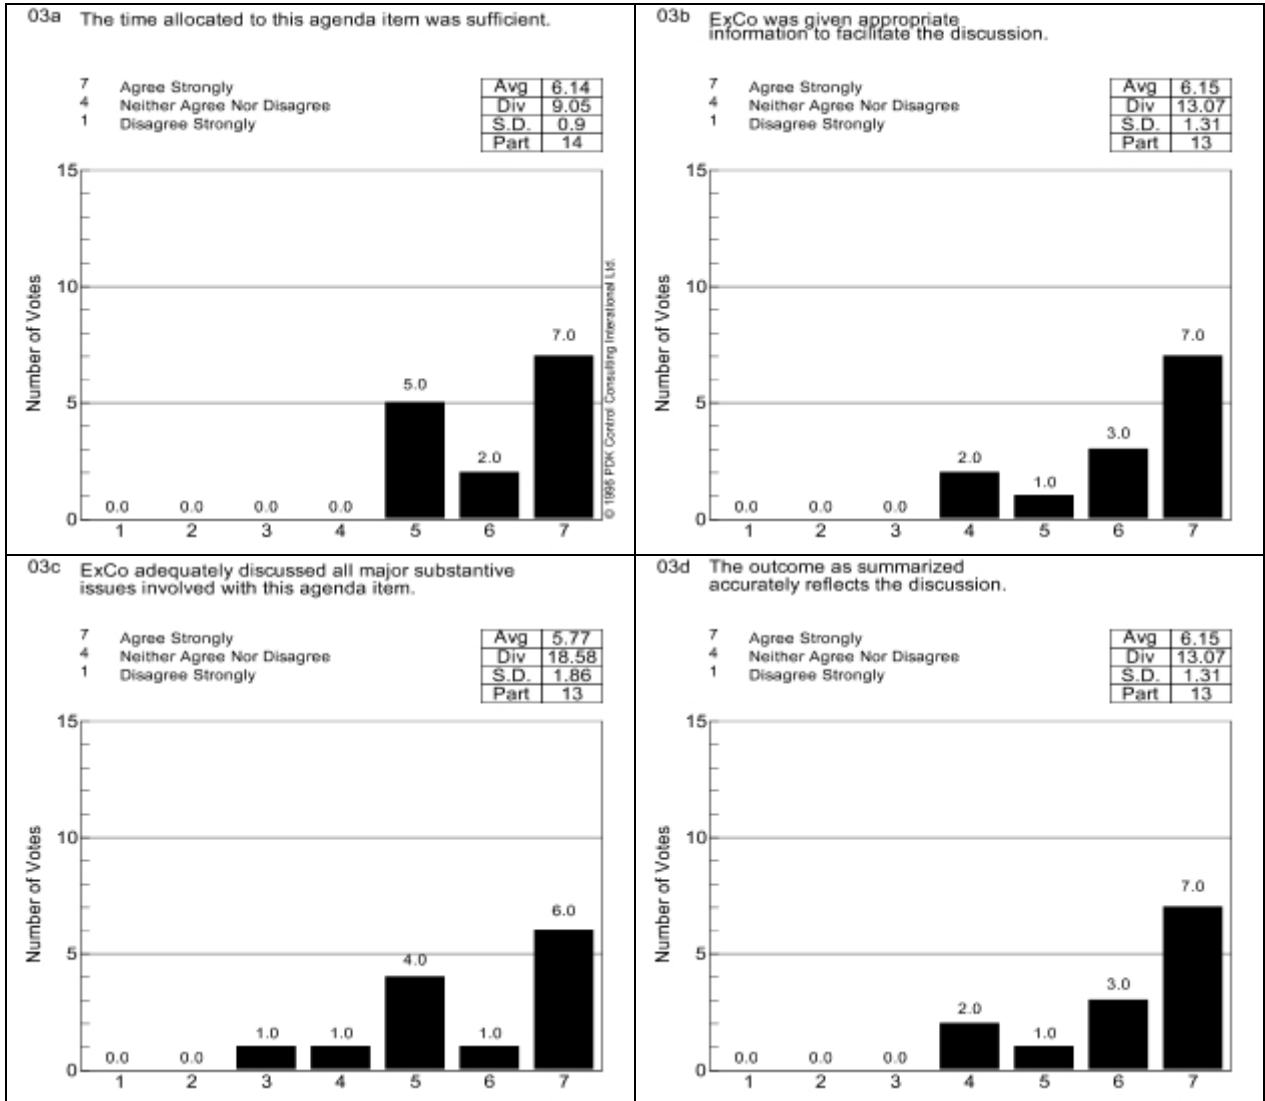 03a The time allocated to this agenda item was sufficient.
7 Agree Strongly
4 Neither Agree Nor Disagree
1 Disagree Strongly
Avg 6.14
Div 9.05
S.D. 0.9
Part 14
Number of Votes
15
10
5
0
0.0 0.0 0.0 0.0 5.0 2.0 7.0
1 2 3 4 5 6 7
© 1996 PDK Control Consulting Interational Ltd.
03b ExCo was given appropriate
information to facilitate the discussion.
7 Agree Strongly
4 Neither Agree Nor Disagree
1 Disagree Strongly
Avg 6.15
Div 13.07
S.D. 1.31
Part 13
Number of Votes
15
10
5
0
0.0 0.0 0.0 2.0 1.0 3.0 7.0
1 2 3 4 5 6 7
03c ExCo adequately discussed all major substantive
issues involved with this agenda item.
7 Agree Strongly
4 Neither Agree Nor Disagree
1 Disagree Strongly
Avg 5.77
Div 18.58
S.D. 1.86
Part 13
Number of Votes
15
10
5
0
0.0 0.0 1.0 1.0 4.0 1.0 6.0
1 2 3 4 5 6 7
03d The outcome as summarized
accurately reflects the discussion.
7 Agree Strongly
4 Neither Agree Nor Disagree
1 Disagree Strongly
Avg 6.15
Div 13.07
S.D. 1.31
Part 13
Number of Votes
15
10
5
0
0.0 0.0 0.0 2.0 1.0 3.0 7.0
1 2 3 4 5 6 7